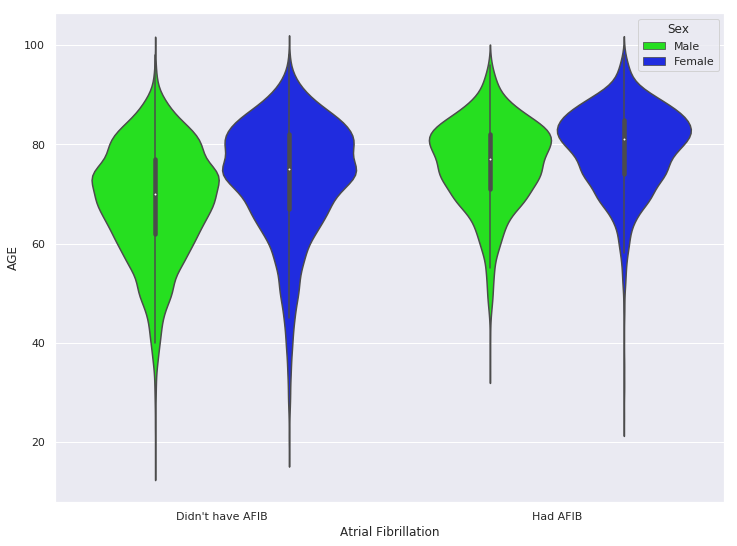 Sex
Male
Female
100
80
60
40
20
AGE
Didn't have AFIB
Had AFIB
Atrial Fibrillation